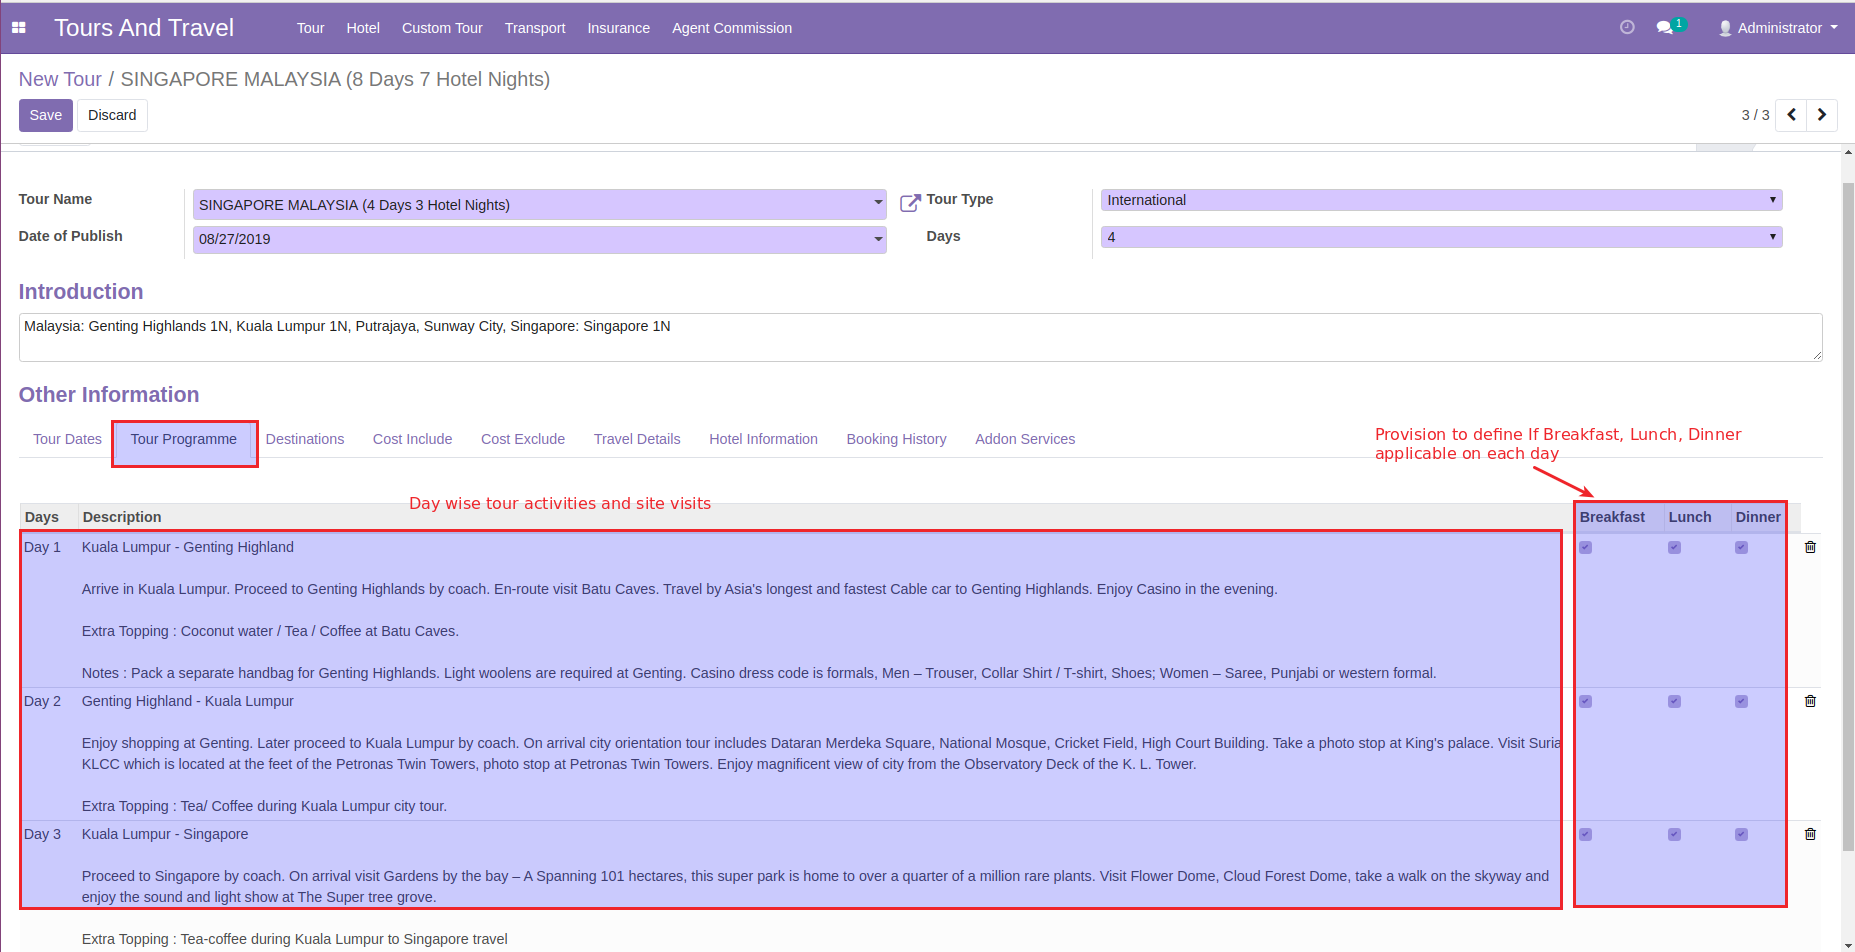 Tours And Travel Tour Hotel Custom Tour Transport Insurance Agent Commission 1 Administrator
New Tour / SINGAPORE MALAYSIA (8 Days 7 Hotel Nights)
Save Discard 3 / 3
Tour Name SINGAPORE MALAYSIA (4 Days 3 Hotel Nights) Tour Type International
Date of Publish 08/27/2019 Days 4
Introduction
Malaysia: Genting Highlands 1N, Kuala Lumpur 1N, Putrajaya, Sunway City, Singapore: Singapore 1N
Other Information
Tour Dates Tour Programme Destinations Cost Include Cost Exclude Travel Details Hotel Information Booking History Addon Services
Provision to define If Breakfast, Lunch, Dinner
applicable on each day
Day wise tour activities and site visits
Days Description Breakfast Lunch Dinner
Day 1 Kuala Lumpur - Genting Highland
Arrive in Kuala Lumpur. Proceed to Genting Highlands by coach. En-route visit Batu Caves. Travel by Asia's longest and fastest Cable car to Genting Highlands. Enjoy Casino in the evening.
Extra Topping : Coconut water / Tea / Coffee at Batu Caves.
Notes : Pack a separate handbag for Genting Highlands. Light woolens are required at Genting. Casino dress code is formals, Men – Trouser, Collar Shirt / T-shirt, Shoes; Women – Saree, Punjabi or western formal.
Day 2 Genting Highland - Kuala Lumpur
Enjoy shopping at Genting. Later proceed to Kuala Lumpur by coach. On arrival city orientation tour includes Dataran Merdeka Square, National Mosque, Cricket Field, High Court Building. Take a photo stop at King's palace. Visit Suria
KLCC which is located at the feet of the Petronas Twin Towers, photo stop at Petronas Twin Towers. Enjoy magnificent view of city from the Observatory Deck of the K. L. Tower.
Extra Topping : Tea/ Coffee during Kuala Lumpur city tour.
Day 3 Kuala Lumpur - Singapore
Proceed to Singapore by coach. On arrival visit Gardens by the bay – A Spanning 101 hectares, this super park is home to over a quarter of a million rare plants. Visit Flower Dome, Cloud Forest Dome, take a walk on the skyway and
enjoy the sound and light show at The Super tree grove.
Extra Topping : Tea-coffee during Kuala Lumpur to Singapore travel